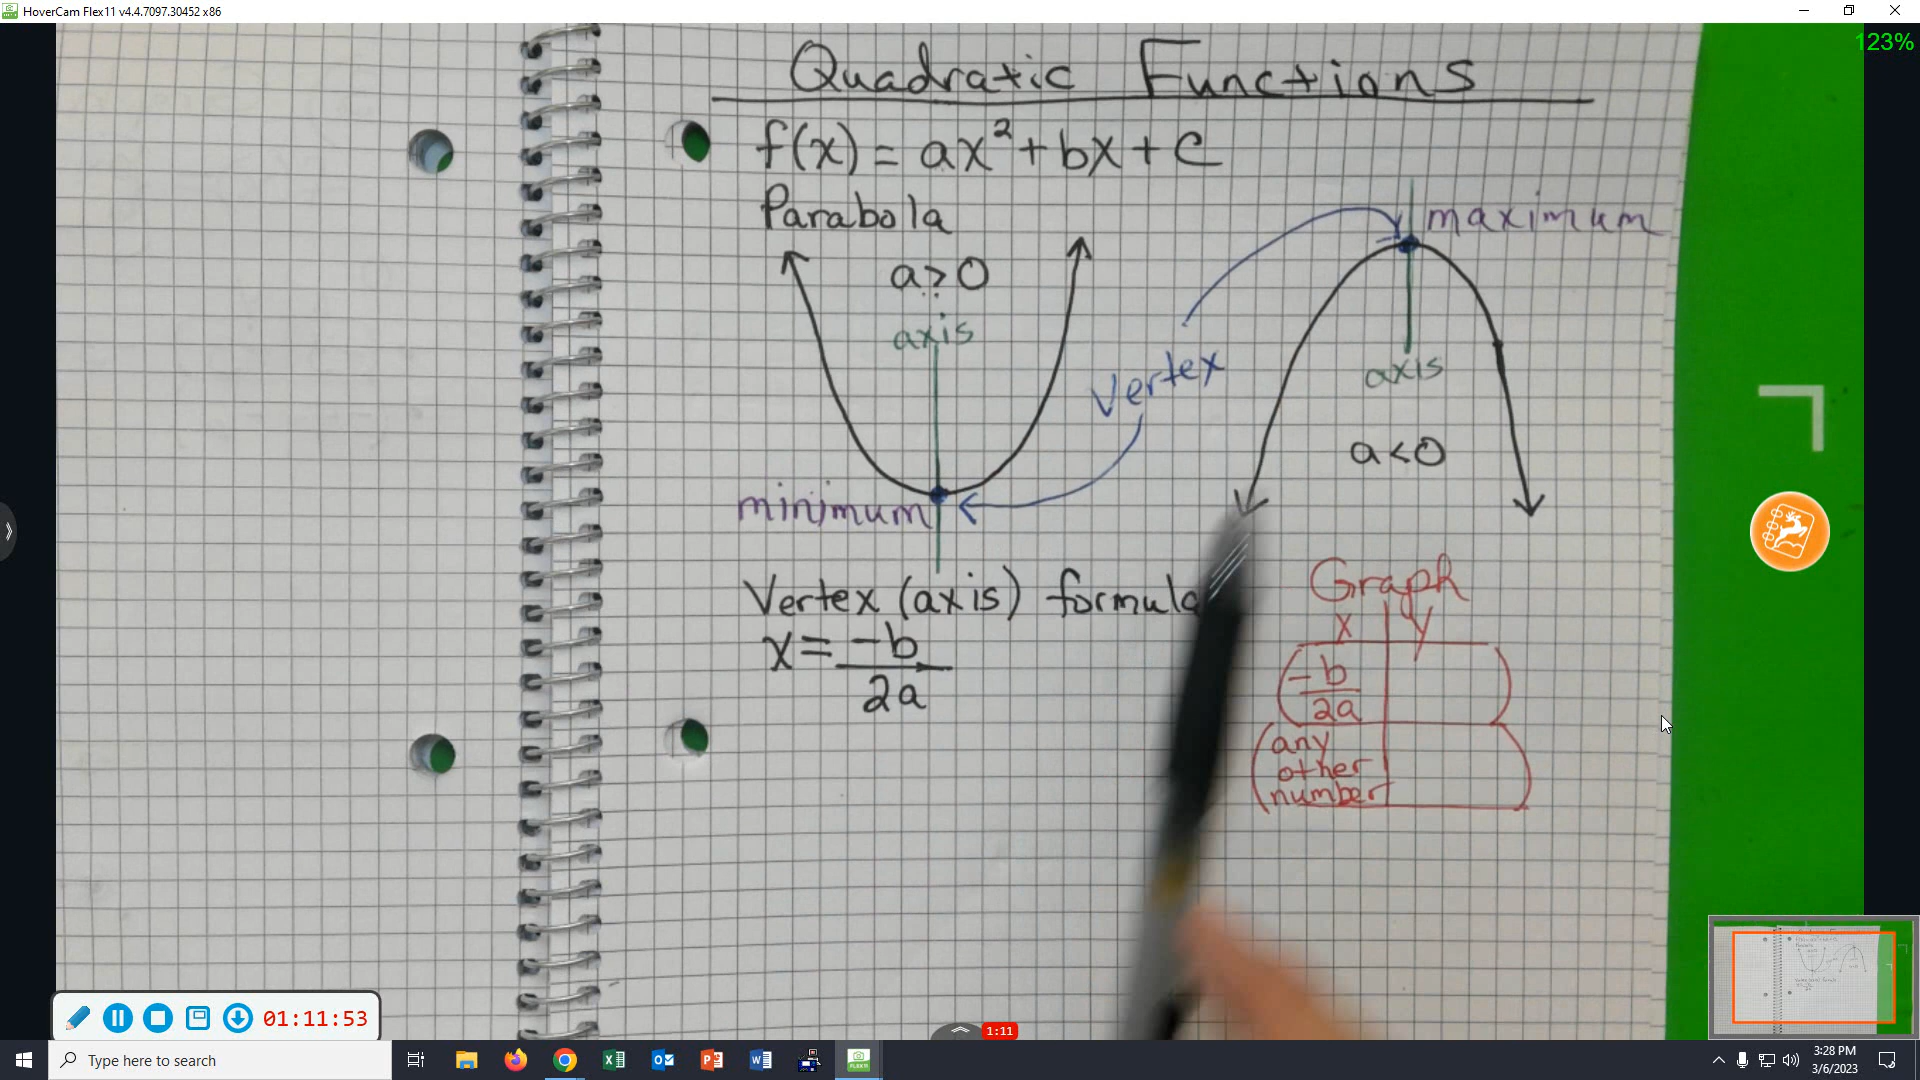 HoverCam Flex11 v4.4.7097.30452 x86
123%
Quadratic Functions
f(x) = ax²+bx+c
Parabola
maximum
a>0
axis
Vertex
axis
a<0
minimum
Vertex (axis) formula
x = -b
2a
Graph
x y
-b
2a
any
other
number
01:11:53
1:11
Type here to search
3:28 PM
3/6/2023